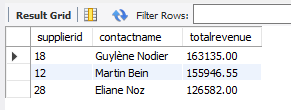 Result Grid Filter Rows:
supplierid contactname totalrevenue
18 Guylène Nodier 163135.00
12 Martin Bein 155946.55
28 Eliane Noz 126582.00